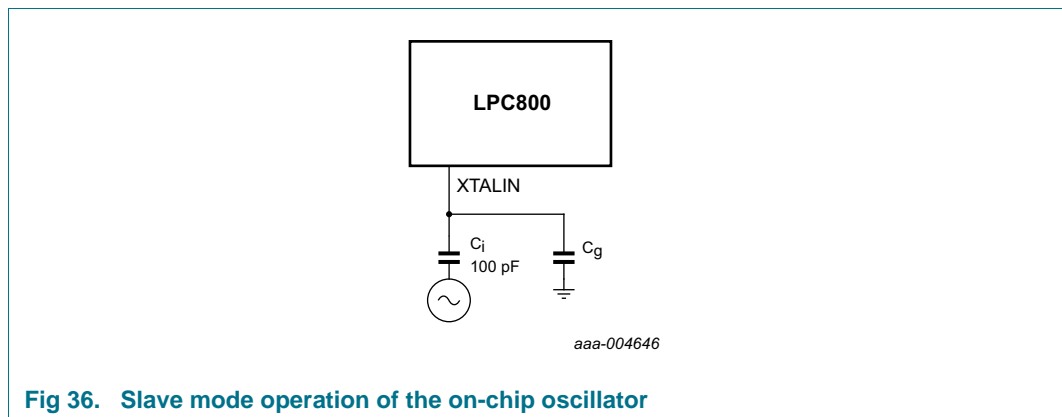 LPC800
XTALIN
Ci
100 pF
Cg
aaa-004646
Fig 36. Slave mode operation of the on-chip oscillator